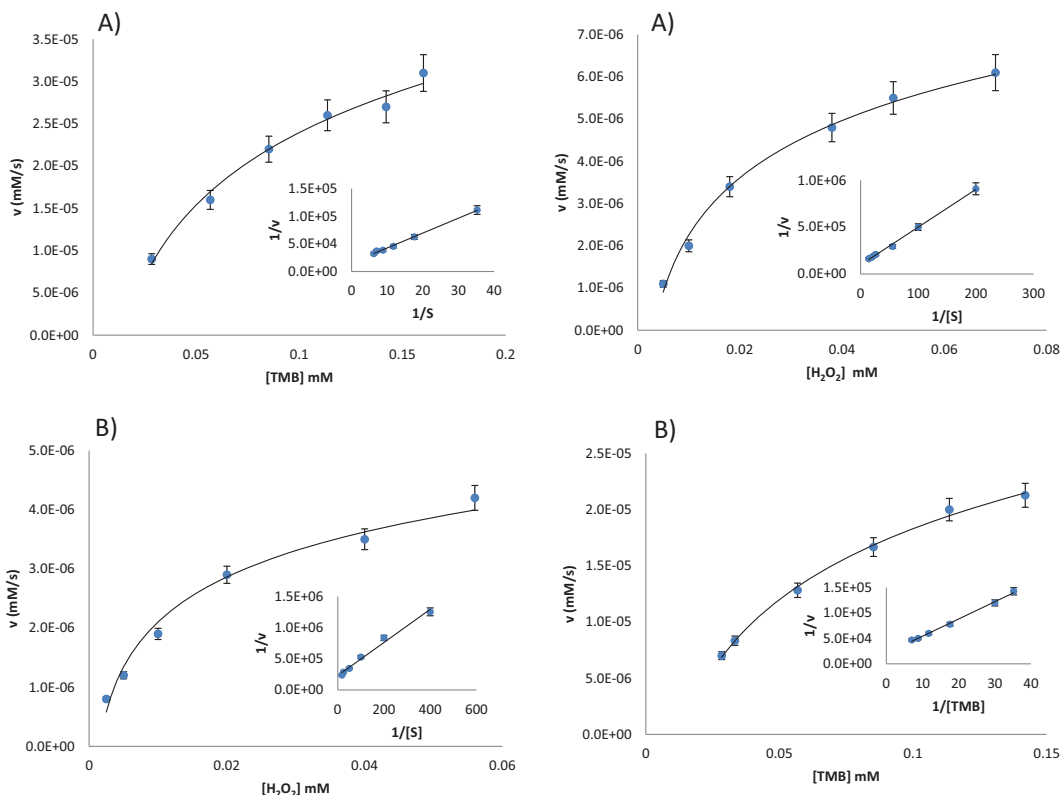 A)
3.5E-05
3.0E-05
2.5E-05
2.0E-05
1.5E-05
1.0E-05
5.0E-06
0.0E+00
v (mM/s)
0
0.05
0.1
0.15
0.2
[TMB] mM
1.5E+05
1.0E+05
5.0E+04
0.0E+00
1/v
0 10 20 30 40
1/S
A)
7.0E-06
6.0E-06
5.0E-06
4.0E-06
3.0E-06
2.0E-06
1.0E-06
0.0E+00
v (mM/s)
0
0.02
0.04
0.06
0.08
[H₂O₂] mM
1.0E+06
5.0E+05
0.0E+00
1/v
0 100 200 300
1/[S]
B)
5.0E-06
4.0E-06
3.0E-06
2.0E-06
1.0E-06
0.0E+00
v (mM/s)
0
0.02
0.04
0.06
[H₂O₂] mM
1.5E+06
1.0E+06
5.0E+05
0.0E+00
1/v
0 200 400 600
1/[S]
B)
2.5E-05
2.0E-05
1.5E-05
1.0E-05
5.0E-06
0.0E+00
v (mM/s)
0
0.05
0.1
0.15
[TMB] mM
1.5E+05
1.0E+05
5.0E+04
0.0E+00
1/v
0 10 20 30 40
1/[TMB]